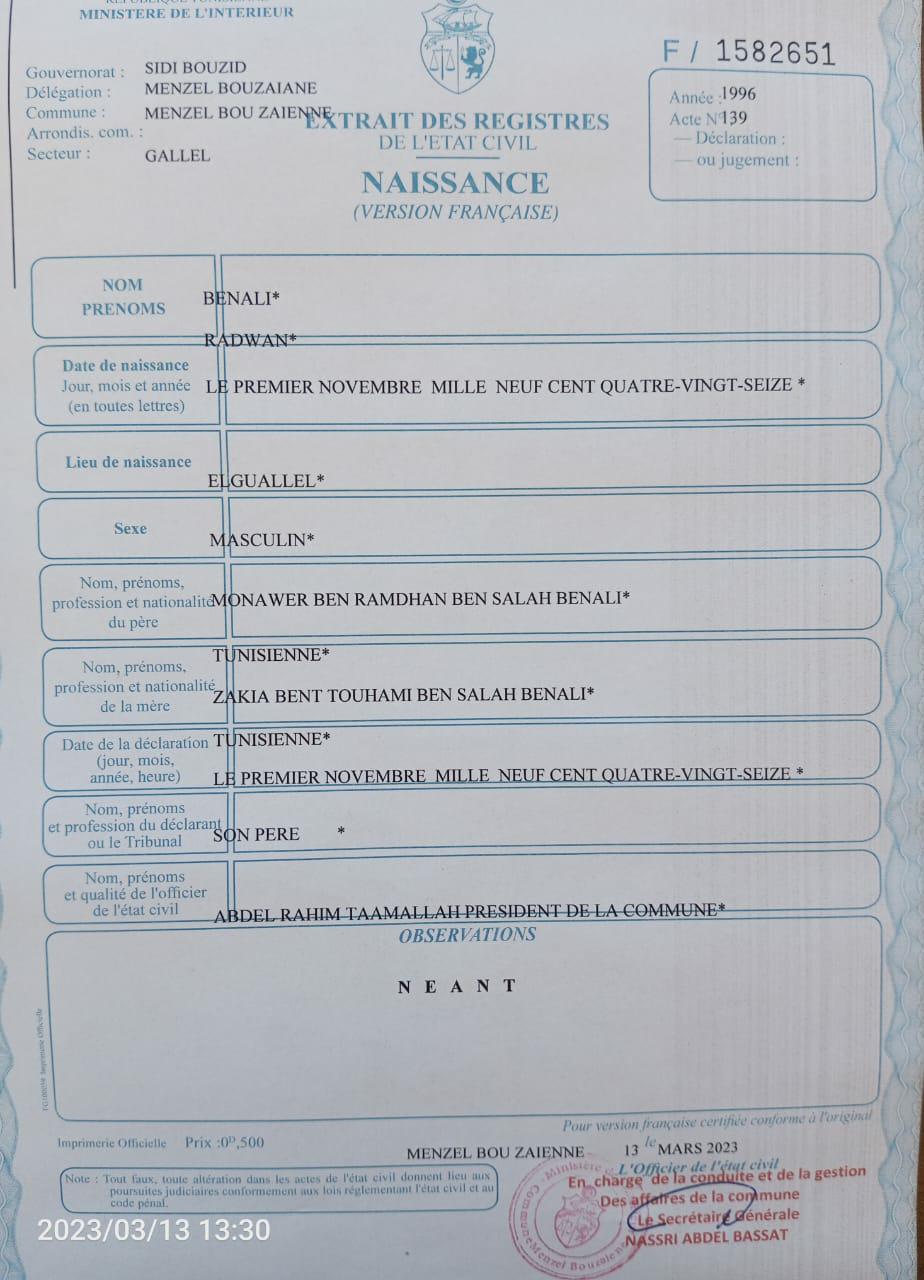 RÉPUBLIQUE TUNISIENNE
MINISTERE DE L'INTERIEUR
F / 1582651
Gouvernorat : SIDI BOUZID
Délégation : MENZEL BOUZAIANE
Commune : MENZEL BOU ZAIENNE
Arrondis. com. :
Secteur : GALLEL
Année : 1996
Acte N° 139
— Déclaration :
— ou jugement :
EXTRAIT DES REGISTRES
DE L'ETAT CIVIL
NAISSANCE
(VERSION FRANÇAISE)
NOM
PRENOMS
BENALI*
RADWAN*
Date de naissance
Jour, mois et année
(en toutes lettres)
LE PREMIER NOVEMBRE MILLE NEUF CENT QUATRE-VINGT-SEIZE *
Lieu de naissance
ELGUALLEL*
Sexe
MASCULIN*
Nom, prénoms,
profession et nationalité
du père
MONAWER BEN RAMDHAN BEN SALAH BENALI*
TUNISIENNE*
Nom, prénoms,
profession et nationalité
de la mère
ZAKIA BENT TOUHAMI BEN SALAH BENALI*
TUNISIENNE*
Date de la déclaration
(jour, mois,
année, heure)
LE PREMIER NOVEMBRE MILLE NEUF CENT QUATRE-VINGT-SEIZE *
Nom, prénoms
et profession du déclarant
ou le Tribunal
SON PERE *
Nom, prénoms
et qualité de l'officier
de l'état civil
ABDEL RAHIM TAAMALLAH PRESIDENT DE LA COMMUNE*
OBSERVATIONS
N E A N T
Pour version française certifiée conforme à l'original
Imprimerie Officielle Prix :0ᴰ,500
MENZEL BOU ZAIENNE 13 le MARS 2023
L'Officier de l'état civil
En charge de la conduite et de la gestion
Des affaires de la commune
Le Secrétaire Générale
NASSRI ABDEL BASSAT
Note : Tout faux, toute altération dans les actes de l'état civil donnent lieu aux
poursuites judiciaires conformement aux lois réglementant l'état civil et au
code pénal.
2023/03/13 13:30